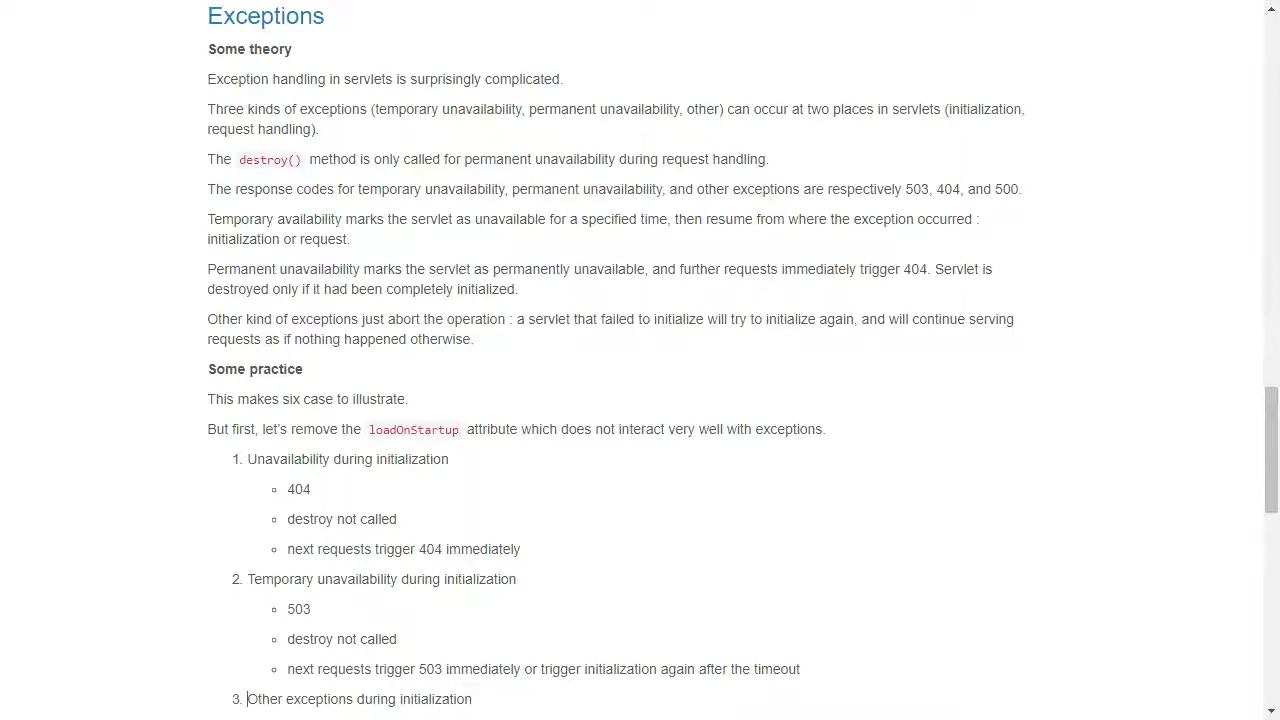 Exceptions
Some theory
Exception handling in servlets is surprisingly complicated.
Three kinds of exceptions (temporary unavailability, permanent unavailability, other) can occur at two places in servlets (initialization,
request handling).
The destroy() method is only called for permanent unavailability during request handling.
The response codes for temporary unavailability, permanent unavailability, and other exceptions are respectively 503, 404, and 500.
Temporary availability marks the servlet as unavailable for a specified time, then resume from where the exception occurred :
initialization or request.
Permanent unavailability marks the servlet as permanently unavailable, and further requests immediately trigger 404. Servlet is
destroyed only if it had been completely initialized.
Other kind of exceptions just abort the operation : a servlet that failed to initialize will try to initialize again, and will continue serving
requests as if nothing happened otherwise.
Some practice
This makes six case to illustrate.
But first, let's remove the loadOnStartup attribute which does not interact very well with exceptions.
1. Unavailability during initialization
◦ 404
◦ destroy not called
◦ next requests trigger 404 immediately
2. Temporary unavailability during initialization
◦ 503
◦ destroy not called
◦ next requests trigger 503 immediately or trigger initialization again after the timeout
3. Other exceptions during initialization